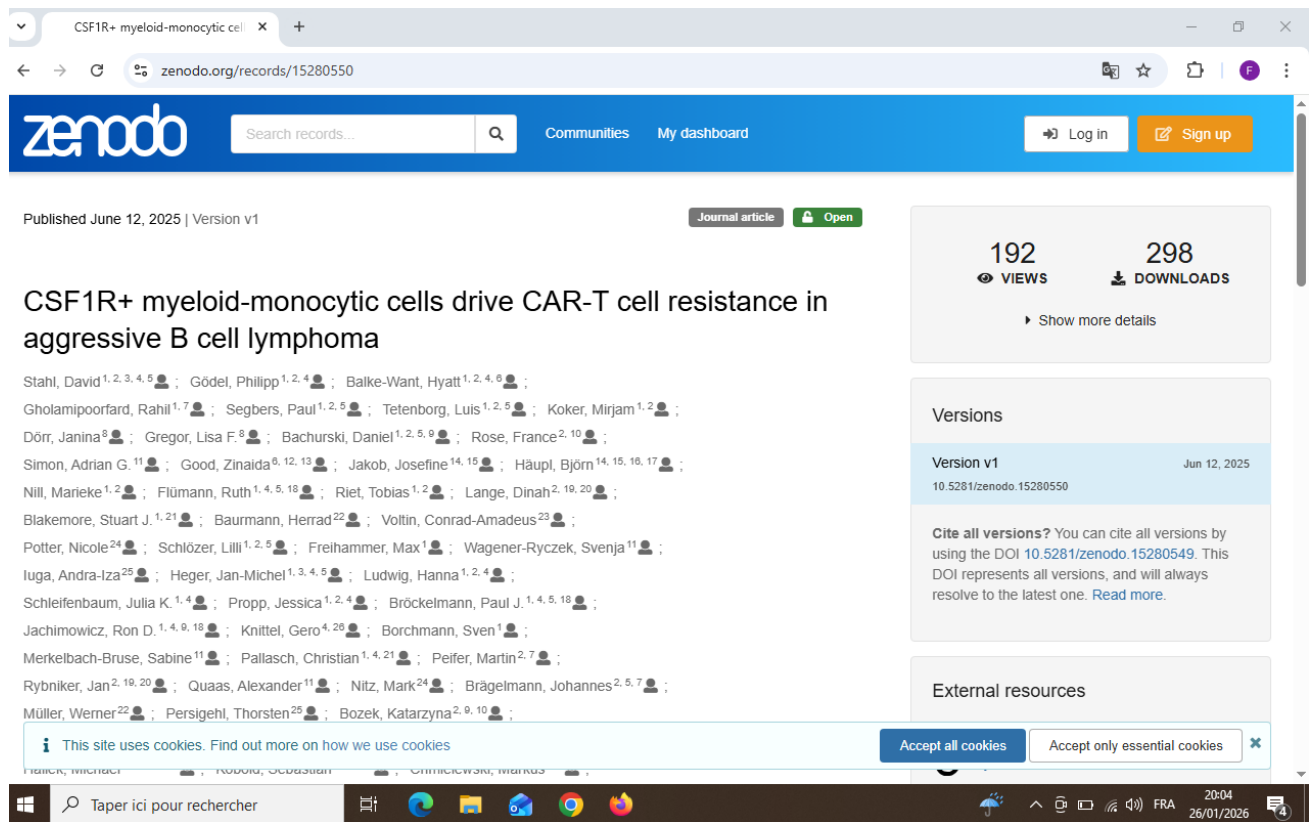 CSF1R+ myeloid-monocytic cel
zenodo.org/records/15280550
F
zenodo
Search records...
Communities My dashboard
Log in
Sign up
Published June 12, 2025 | Version v1
Journal article
Open
CSF1R+ myeloid-monocytic cells drive CAR-T cell resistance in
aggressive B cell lymphoma
Stahl, David 1, 2, 3, 4, 5 ; Gödel, Philipp 1, 2, 4 ; Balke-Want, Hyatt 1, 2, 4, 6 ;
Gholamipoorfard, Rahil 1, 7 ; Segbers, Paul 1, 2, 5 ; Tetenborg, Luis 1, 2, 5 ; Koker, Mirjam 1, 2 ;
Dörr, Janina 8 ; Gregor, Lisa F. 8 ; Bachurski, Daniel 1, 2, 5, 9 ; Rose, France 2, 10 ;
Simon, Adrian G. 11 ; Good, Zinaida 6, 12, 13 ; Jakob, Josefine 14, 15 ; Häupl, Björn 14, 15, 16, 17 ;
Nill, Marieke 1, 2 ; Flümann, Ruth 1, 4, 5, 18 ; Riet, Tobias 1, 2 ; Lange, Dinah 2, 19, 20 ;
Blakemore, Stuart J. 1, 21 ; Baurmann, Herrad 22 ; Voltin, Conrad-Amadeus 23 ;
Potter, Nicole 24 ; Schlözer, Lilli 1, 2, 5 ; Freihammer, Max 1 ; Wagener-Ryczek, Svenja 11 ;
Iuga, Andra-Iza 25 ; Heger, Jan-Michel 1, 3, 4, 5 ; Ludwig, Hanna 1, 2, 4 ;
Schleifenbaum, Julia K. 1, 4 ; Propp, Jessica 1, 2, 4 ; Bröckelmann, Paul J. 1, 4, 5, 18 ;
Jachimowicz, Ron D. 1, 4, 9, 18 ; Knittel, Gero 4, 26 ; Borchmann, Sven 1 ;
Merkelbach-Bruse, Sabine 11 ; Pallasch, Christian 1, 4, 21 ; Peifer, Martin 2, 7 ;
Rybniker, Jan 2, 19, 20 ; Quaas, Alexander 11 ; Nitz, Mark 24 ; Brägelmann, Johannes 2, 5, 7 ;
Müller, Werner 22 ; Persigehl, Thorsten 25 ; Bozek, Katarzyna 2, 9, 10 ;
192
VIEWS
298
DOWNLOADS
Show more details
Versions
Version v1 Jun 12, 2025
10.5281/zenodo.15280550
Cite all versions? You can cite all versions by
using the DOI 10.5281/zenodo.15280549. This
DOI represents all versions, and will always
resolve to the latest one. Read more.
External resources
This site uses cookies. Find out more on how we use cookies
Accept all cookies
Accept only essential cookies
Taper ici pour rechercher
FRA
20:04
26/01/2026
4